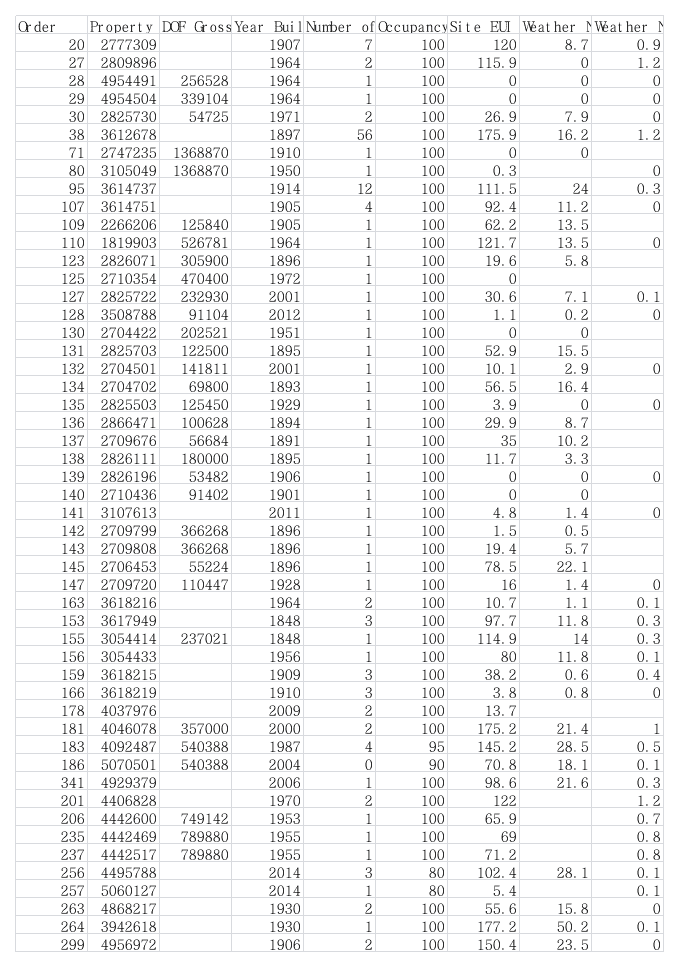 Order Property DOF Gross Year Buil Number of Occupancy Site EUI Weather N Weather N
20 2777309 1907 7 100 120 8.7 0.9
27 2809896 1964 2 100 115.9 0 1.2
28 4954491 256528 1964 1 100 0 0 0
29 4954504 339104 1964 1 100 0 0 0
30 2825730 54725 1971 2 100 26.9 7.9 0
38 3612678 1897 56 100 175.9 16.2 1.2
71 2747235 1368870 1910 1 100 0 0
80 3105049 1368870 1950 1 100 0.3 0
95 3614737 1914 12 100 111.5 24 0.3
107 3614751 1905 4 100 92.4 11.2 0
109 2266206 125840 1905 1 100 62.2 13.5
110 1819903 526781 1964 1 100 121.7 13.5 0
123 2826071 305900 1896 1 100 19.6 5.8
125 2710354 470400 1972 1 100 0
127 2825722 232930 2001 1 100 30.6 7.1 0.1
128 3508788 91104 2012 1 100 1.1 0.2 0
130 2704422 202521 1951 1 100 0 0
131 2825703 122500 1895 1 100 52.9 15.5
132 2704501 141811 2001 1 100 10.1 2.9 0
134 2704702 69800 1893 1 100 56.5 16.4
135 2825503 125450 1929 1 100 3.9 0 0
136 2866471 100628 1894 1 100 29.9 8.7
137 2709676 56684 1891 1 100 35 10.2
138 2826111 180000 1895 1 100 11.7 3.3
139 2826196 53482 1906 1 100 0 0 0
140 2710436 91402 1901 1 100 0 0
141 3107613 2011 1 100 4.8 1.4 0
142 2709799 366268 1896 1 100 1.5 0.5
143 2709808 366268 1896 1 100 19.4 5.7
145 2706453 55224 1896 1 100 78.5 22.1
147 2709720 110447 1928 1 100 16 1.4 0
163 3618216 1964 2 100 10.7 1.1 0.1
153 3617949 1848 3 100 97.7 11.8 0.3
155 3054414 237021 1848 1 100 114.9 14 0.3
156 3054433 1956 1 100 80 11.8 0.1
159 3618215 1909 3 100 38.2 0.6 0.4
166 3618219 1910 3 100 3.8 0.8 0
178 4037976 2009 2 100 13.7
181 4046078 357000 2000 2 100 175.2 21.4 1
183 4092487 540388 1987 4 95 145.2 28.5 0.5
186 5070501 540388 2004 0 90 70.8 18.1 0.1
341 4929379 2006 1 100 98.6 21.6 0.3
201 4406828 1970 2 100 122 1.2
206 4442600 749142 1953 1 100 65.9 0.7
235 4442469 789880 1955 1 100 69 0.8
237 4442517 789880 1955 1 100 71.2 0.8
256 4495788 2014 3 80 102.4 28.1 0.1
257 5060127 2014 1 80 5.4 0.1
263 4868217 1930 2 100 55.6 15.8 0
264 3942618 1930 1 100 177.2 50.2 0.1
299 4956972 1906 2 100 150.4 23.5 0